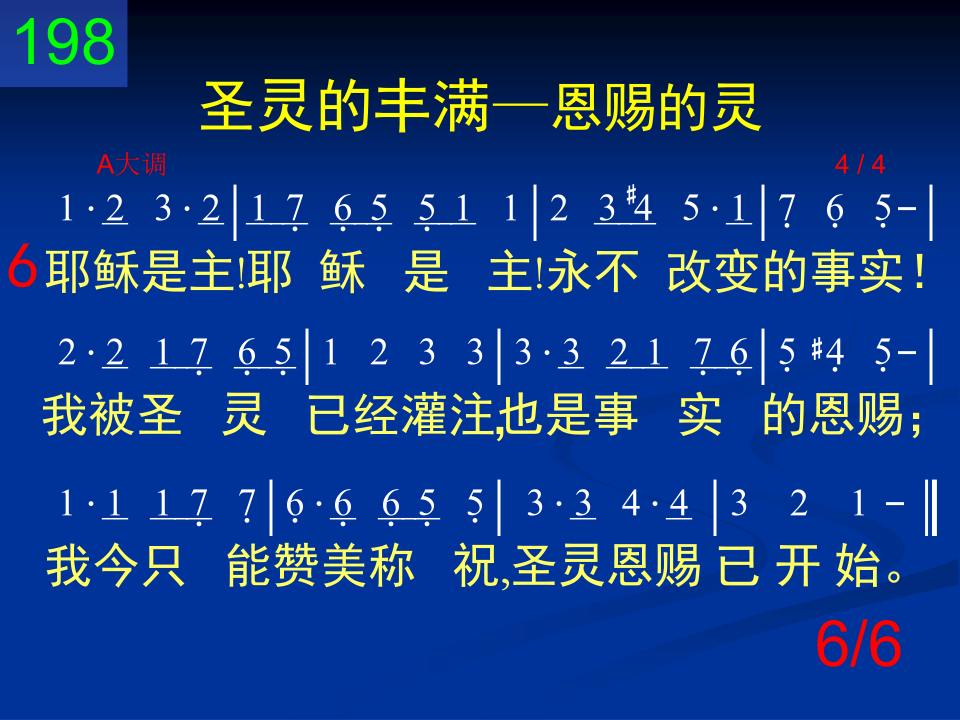 198
圣灵的丰满—恩赐的灵
A大调 4 / 4
1 · 2 3 · 2 | 1 7 6 5 5 1 1 | 2 3 ♯4 5 · 1 | 7 6 5 – |
6 耶稣是主!耶 稣 是 主!永不 改变的事实!
2 · 2 1 7 6 5 | 1 2 3 3 | 3 · 3 2 1 7 6 | 5 ♯4 5 – |
我被圣 灵 已经灌注,也是事 实 的恩赐;
1 · 1 1 7 7 | 6 · 6 6 5 5 | 3 · 3 4 · 4 | 3 2 1 – ‖
我今只 能赞美称 祝,圣灵恩赐 已 开 始。
6/6